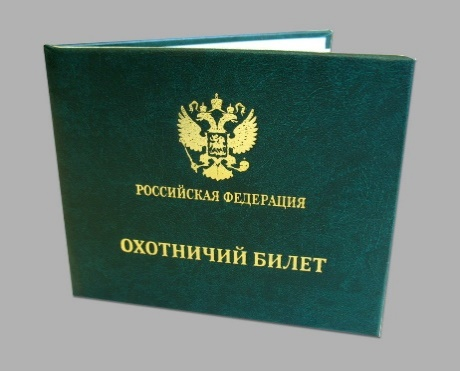 РОССИЙСКАЯ ФЕДЕРАЦИЯ
ОХОТНИЧИЙ БИЛЕТ